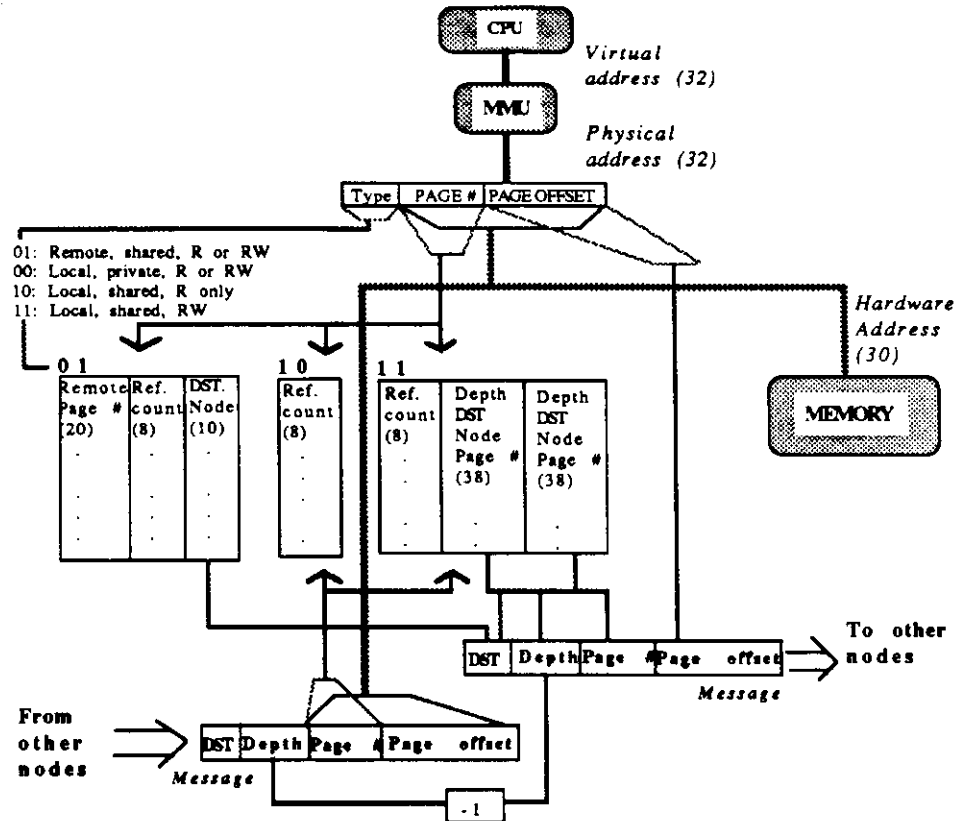 CPU
Virtual
address (32)
MMU
Physical
address (32)
Type PAGE # PAGE OFFSET
01: Remote, shared, R or RW
00: Local, private, R or RW
10: Local, shared, R only
11: Local, shared, RW
Hardware
Address
(30)
MEMORY
0 1
Remote Ref. DST.
Page # count Node
(20) (8) (10)
1 0
Ref.
count
(8)
1 1
Ref. Depth Depth
count DST DST
(8) Node Node
Page # Page #
(38) (38)
To other
nodes
DST Depth Page # Page offset
Message
From
other
nodes
DST Depth Page # Page offset
Message
- 1